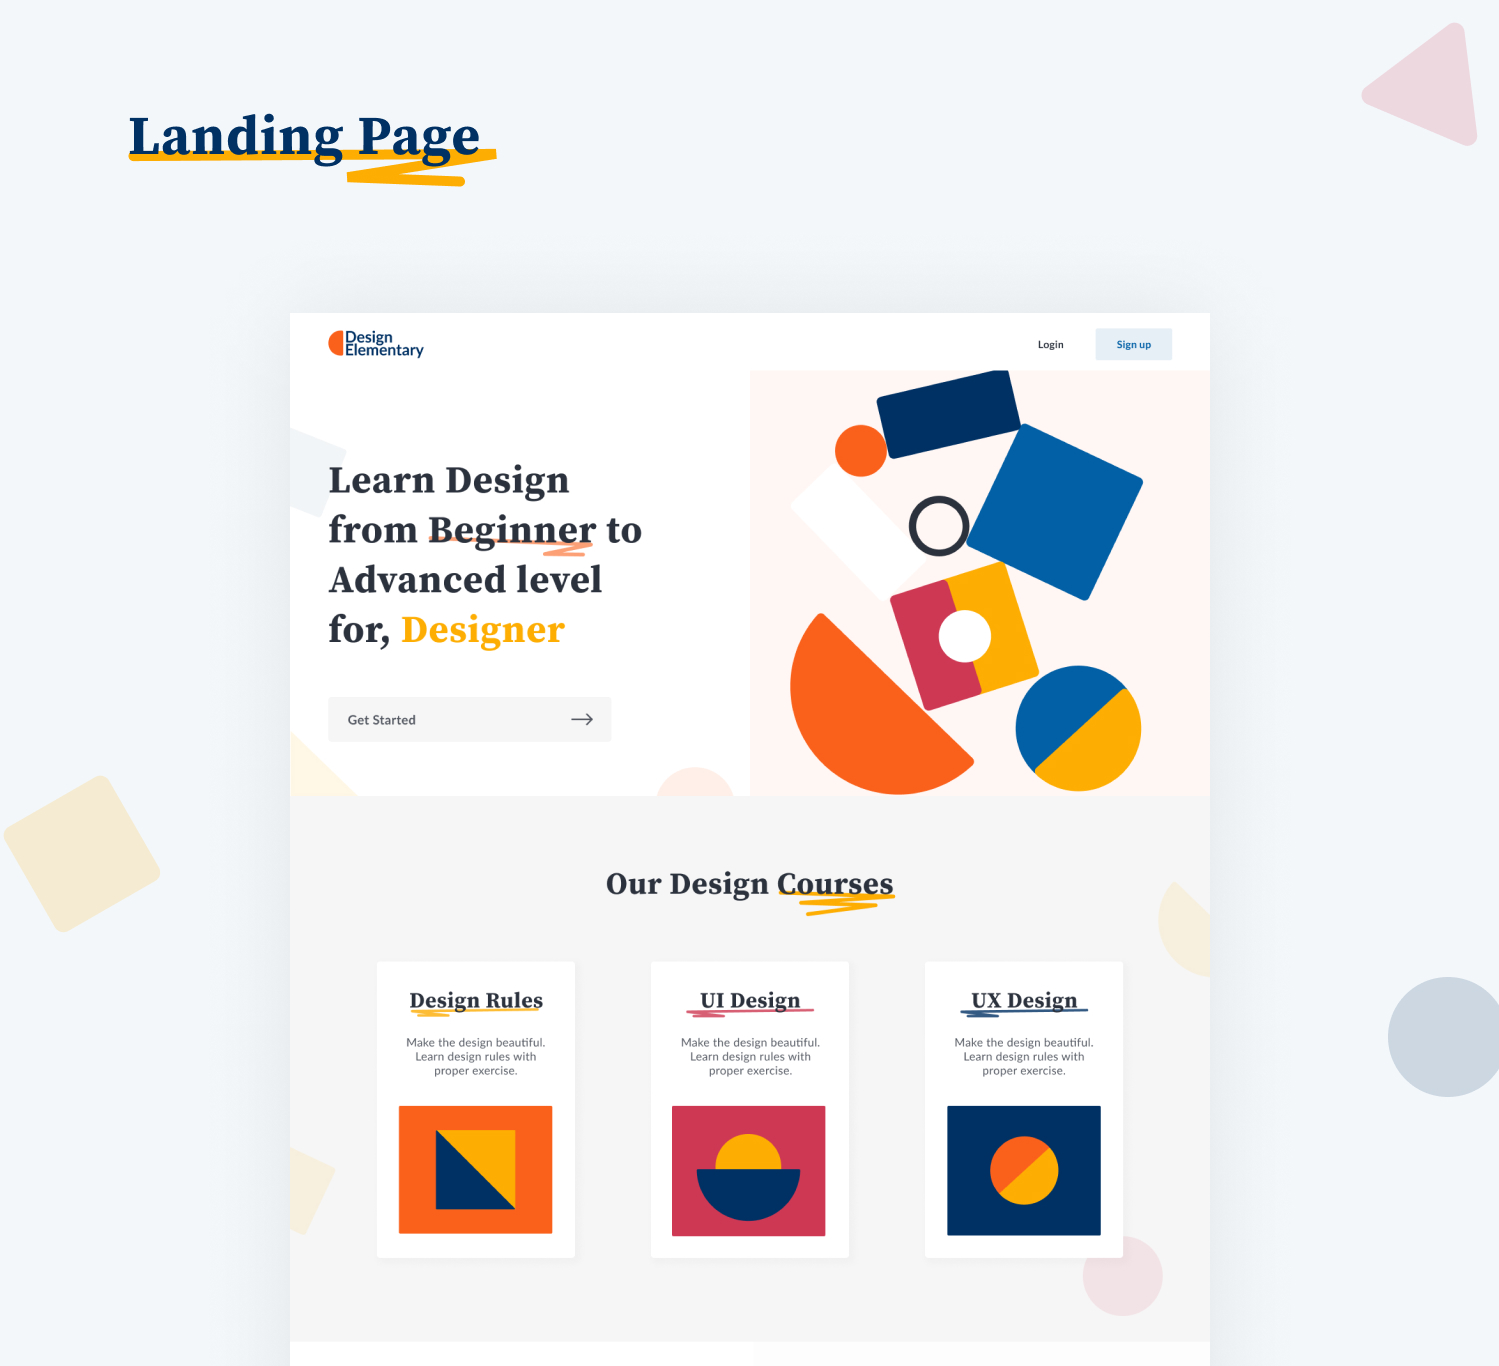 Landing Page
Design
Elementary
Login
Sign up
Learn Design
from Beginner to
Advanced level
for, Designer
Get Started
Our Design Courses
Design Rules
Make the design beautiful.
Learn design rules with
proper exercise.
UI Design
Make the design beautiful.
Learn design rules with
proper exercise.
UX Design
Make the design beautiful.
Learn design rules with
proper exercise.